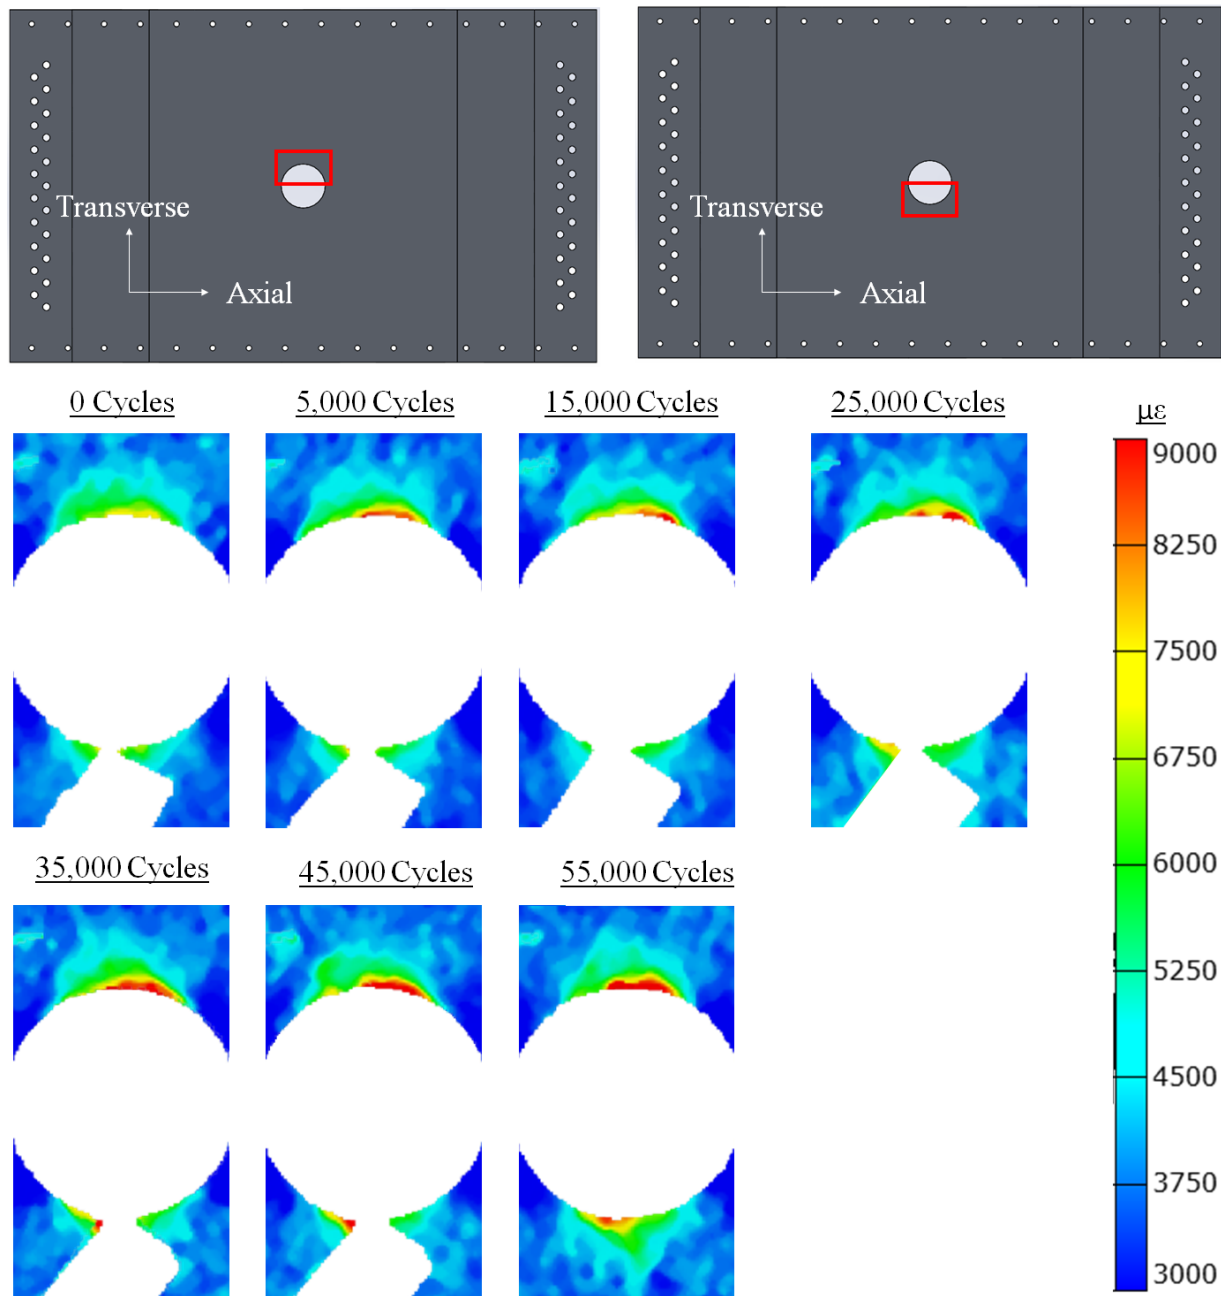 Transverse
Axial
Transverse
Axial
0 Cycles
5,000 Cycles
15,000 Cycles
25,000 Cycles
με
9000
8250
7500
6750
6000
5250
4500
3750
3000
35,000 Cycles
45,000 Cycles
55,000 Cycles